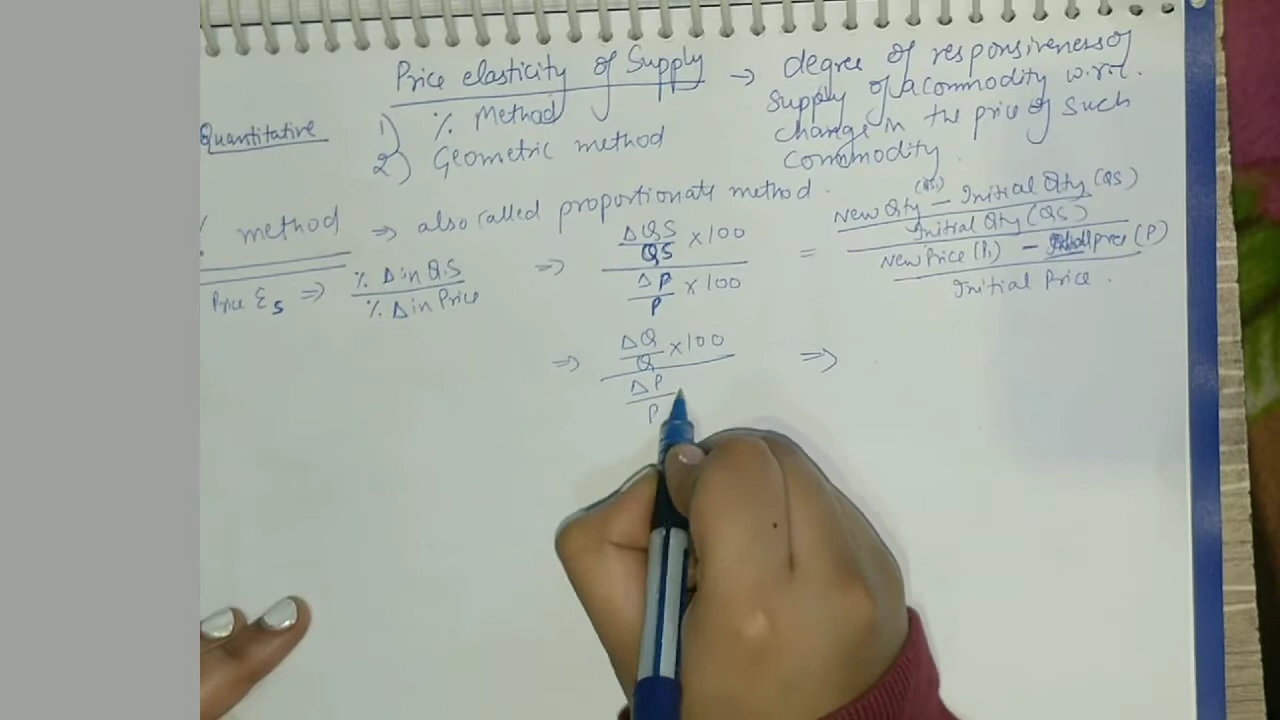 Price elasticity of Supply → degree of responsiveness of
supply of a commodity w.r.t.
change in the price of such
commodity.
Quantitative
1) % Method
2) Geometric method
% method ⇒ also called proportionate method.
Price Es ⇒ % Δ in QS / % Δ in Price ⇒ ΔQS/QS × 100 / ΔP/P × 100 = New Qty (QS1) - Initial Qty (QS) / Initial Qty (QS) / New Price (P1) - Initial price (P) / Initial Price.
⇒ ΔQ/Q × 100 / ΔP/P ⇒